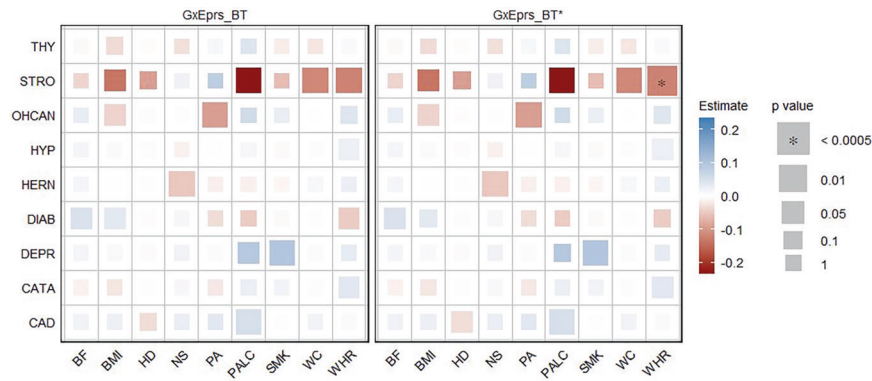 GxEprs_BT
GxEprs_BT*
THY
STRO
OHCAN
HYP
HERN
DIAB
DEPR
CATA
CAD
*
BF BMI HD NS PA PALC SMK WC WHR
BF BMI HD NS PA PALC SMK WC WHR
Estimate
0.2
0.1
0.0
-0.1
-0.2
p value
* < 0.0005
0.01
0.05
0.1
1